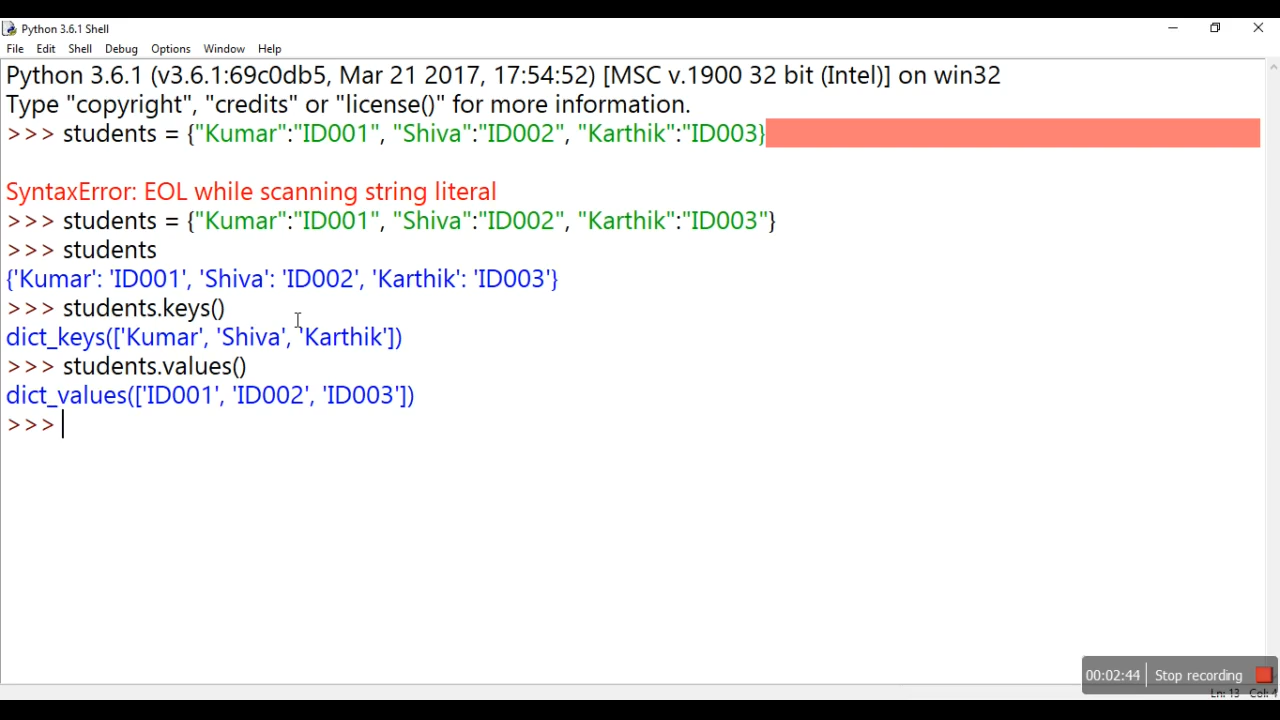 Python 3.6.1 Shell
File Edit Shell Debug Options Window Help
Python 3.6.1 (v3.6.1:69c0db5, Mar 21 2017, 17:54:52) [MSC v.1900 32 bit (Intel)] on win32
Type "copyright", "credits" or "license()" for more information.
>>> students = {"Kumar":"ID001", "Shiva":"ID002", "Karthik":"ID003}
SyntaxError: EOL while scanning string literal
>>> students = {"Kumar":"ID001", "Shiva":"ID002", "Karthik":"ID003"}
>>> students
{'Kumar': 'ID001', 'Shiva': 'ID002', 'Karthik': 'ID003'}
>>> students.keys()
dict_keys(['Kumar', 'Shiva', 'Karthik'])
>>> students.values()
dict_values(['ID001', 'ID002', 'ID003'])
>>>
00:02:44 Stop recording
Ln: 13 Col: 4